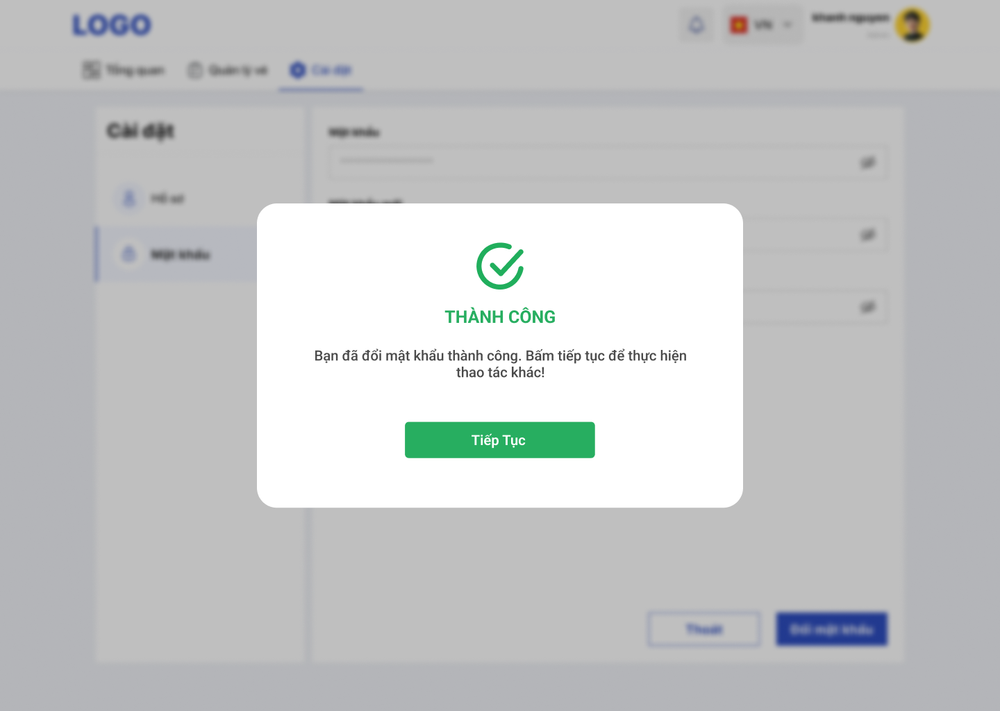 LOGO
VN
khanh nguyen
Tổng quan
Quản lý vé
Cài đặt
Cài đặt
Mật khẩu
Hồ sơ
Mật khẩu mới
Mật khẩu
THÀNH CÔNG
Bạn đã đổi mật khẩu thành công. Bấm tiếp tục để thực hiện
thao tác khác!
Tiếp Tục
Thoát
Đổi mật khẩu